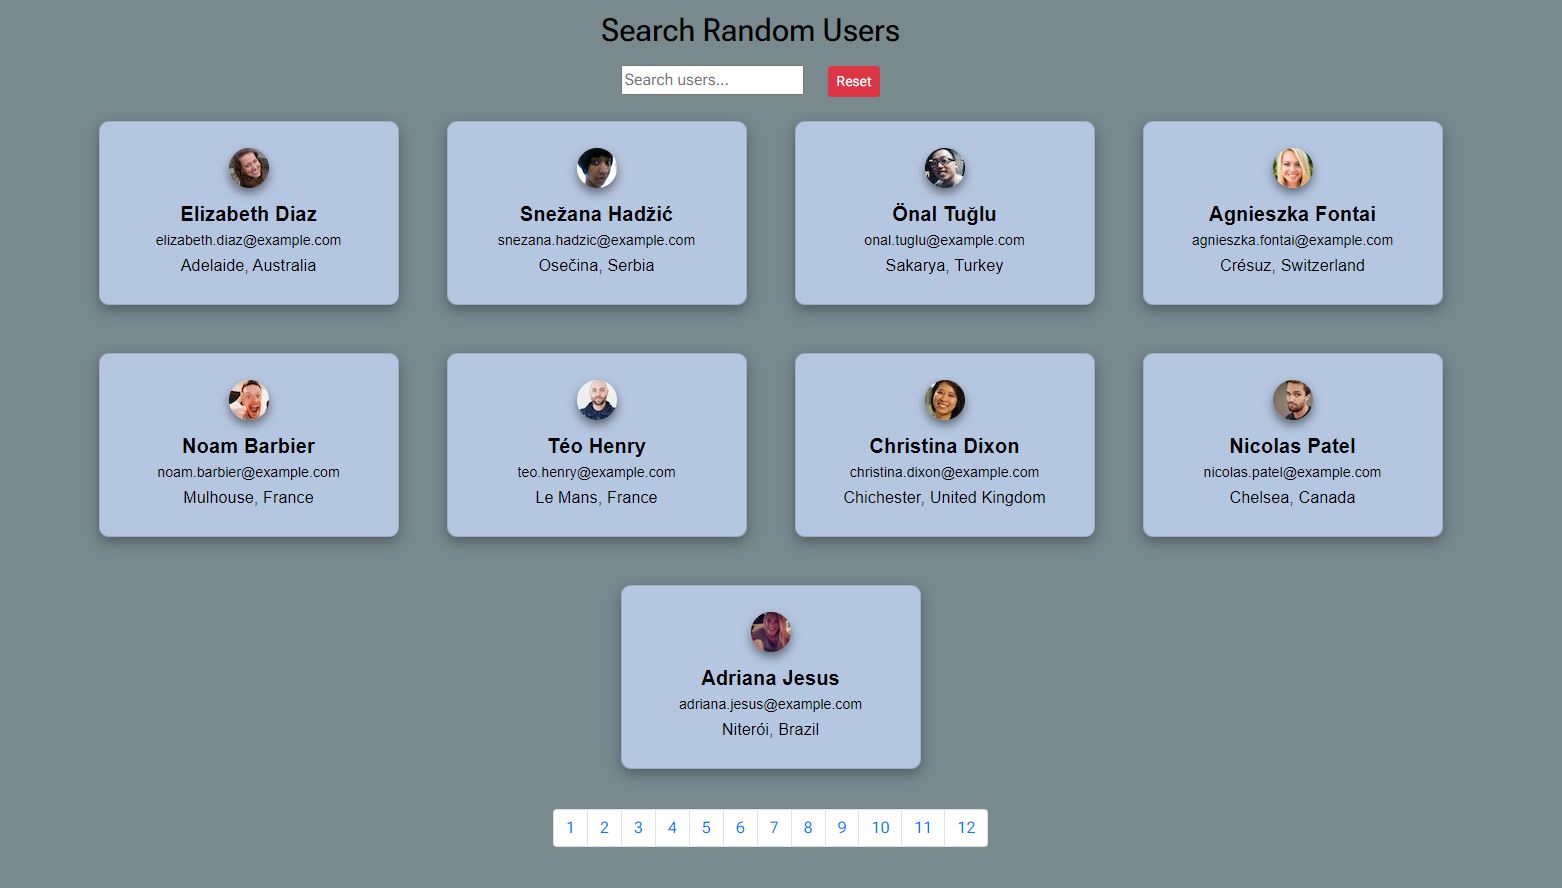 Search Random Users
Search users...
Reset
Elizabeth Diaz
elizabeth.diaz@example.com
Adelaide, Australia
Snežana Hadžić
snezana.hadzic@example.com
Osečina, Serbia
Önal Tuğlu
onal.tuglu@example.com
Sakarya, Turkey
Agnieszka Fontai
agnieszka.fontai@example.com
Crésuz, Switzerland
Noam Barbier
noam.barbier@example.com
Mulhouse, France
Téo Henry
teo.henry@example.com
Le Mans, France
Christina Dixon
christina.dixon@example.com
Chichester, United Kingdom
Nicolas Patel
nicolas.patel@example.com
Chelsea, Canada
Adriana Jesus
adriana.jesus@example.com
Niterói, Brazil
1 2 3 4 5 6 7 8 9 10 11 12